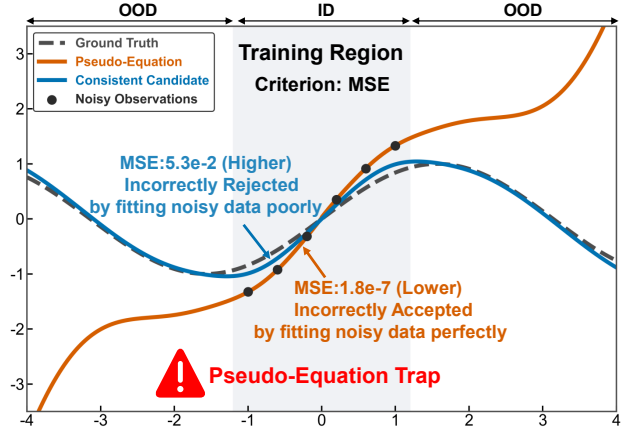 OOD ID OOD
Ground Truth
Pseudo-Equation
Consistent Candidate
Noisy Observations
Training Region
Criterion: MSE
MSE:5.3e-2 (Higher)
Incorrectly Rejected
by fitting noisy data poorly
MSE:1.8e-7 (Lower)
Incorrectly Accepted
by fitting noisy data perfectly
Pseudo-Equation Trap
3
2
1
0
-1
-2
-3
-4 -3 -2 -1 0 1 2 3 4